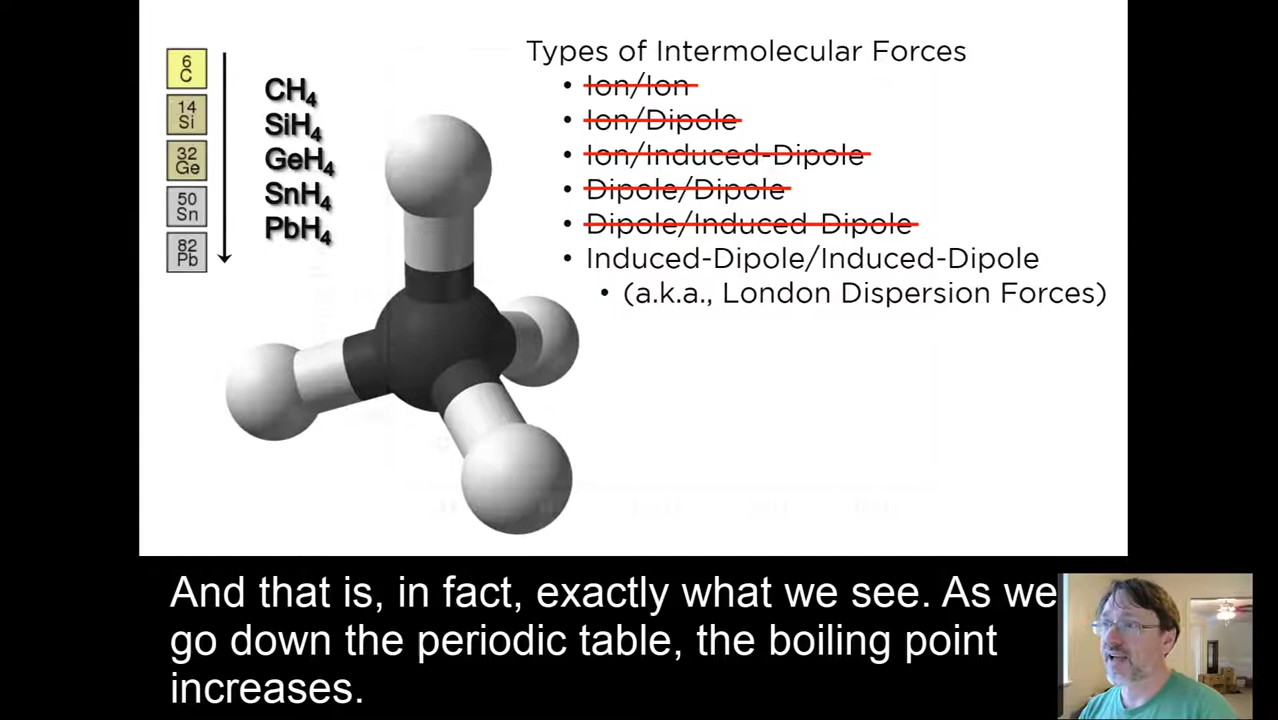 6
C
14
Si
32
Ge
50
Sn
82
Pb
CH₄
SiH₄
GeH₄
SnH₄
PbH₄
Types of Intermolecular Forces
• Ion/Ion
• Ion/Dipole
• Ion/Induced-Dipole
• Dipole/Dipole
• Dipole/Induced-Dipole
• Induced-Dipole/Induced-Dipole
• (a.k.a., London Dispersion Forces)
And that is, in fact, exactly what we see. As we
go down the periodic table, the boiling point
increases.